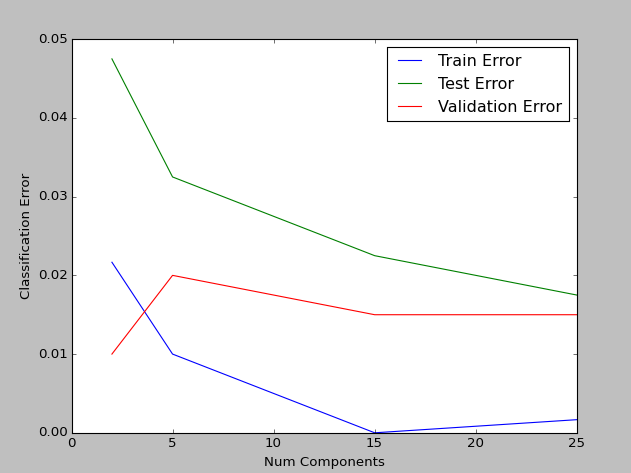 0.05
0.04
0.03
0.02
0.01
0.00
Classification Error
Train Error
Test Error
Validation Error
0 5 10 15 20 25
Num Components